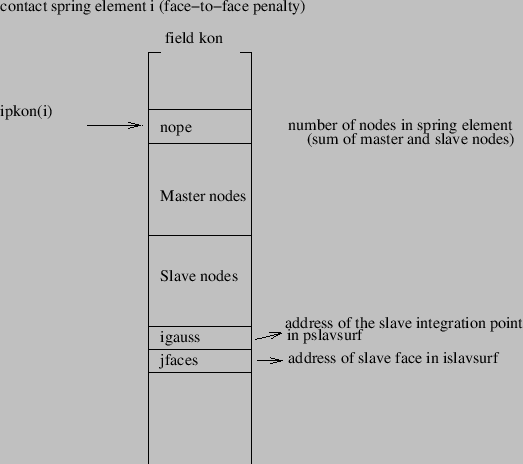 contact spring element i (face−to−face penalty)
field kon
ipkon(i)
nope
number of nodes in spring element
(sum of master and slave nodes)
Master nodes
Slave nodes
igauss
address of the slave integration point
in pslavsurf
jfaces
address of slave face in islavsurf